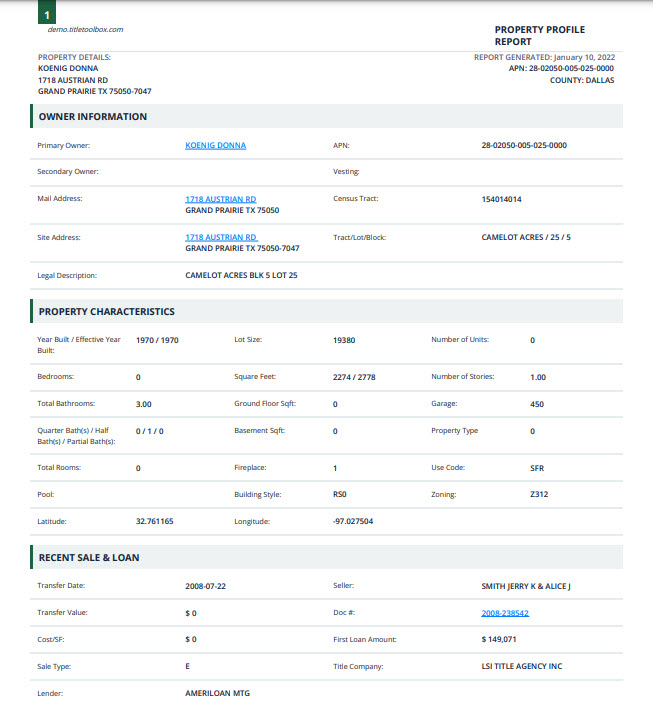 1
demo.titletoolbox.com
PROPERTY PROFILE
REPORT
PROPERTY DETAILS:
KOENIG DONNA
1718 AUSTRIAN RD
GRAND PRAIRIE TX 75050-7047
REPORT GENERATED: January 10, 2022
APN: 28-02050-005-025-0000
COUNTY: DALLAS
OWNER INFORMATION
Primary Owner: KOENIG DONNA APN: 28-02050-005-025-0000
Secondary Owner: Vesting:
Mail Address: 1718 AUSTRIAN RD Census Tract: 154014014
GRAND PRAIRIE TX 75050
Site Address: 1718 AUSTRIAN RD Tract/Lot/Block: CAMELOT ACRES / 25 / 5
GRAND PRAIRIE TX 75050-7047
Legal Description: CAMELOT ACRES BLK 5 LOT 25
PROPERTY CHARACTERISTICS
Year Built / Effective Year 1970 / 1970 Lot Size: 19380 Number of Units: 0
Built:
Bedrooms: 0 Square Feet: 2274 / 2778 Number of Stories: 1.00
Total Bathrooms: 3.00 Ground Floor Sqft: 0 Garage: 450
Quarter Bath(s) / Half 0 / 1 / 0 Basement Sqft: 0 Property Type 0
Bath(s) / Partial Bath(s):
Total Rooms: 0 Fireplace: 1 Use Code: SFR
Pool: Building Style: RS0 Zoning: Z312
Latitude: 32.761165 Longitude: -97.027504
RECENT SALE & LOAN
Transfer Date: 2008-07-22 Seller: SMITH JERRY K & ALICE J
Transfer Value: $ 0 Doc #: 2008-238542
Cost/SF: $ 0 First Loan Amount: $ 149,071
Sale Type: E Title Company: LSI TITLE AGENCY INC
Lender: AMERILOAN MTG